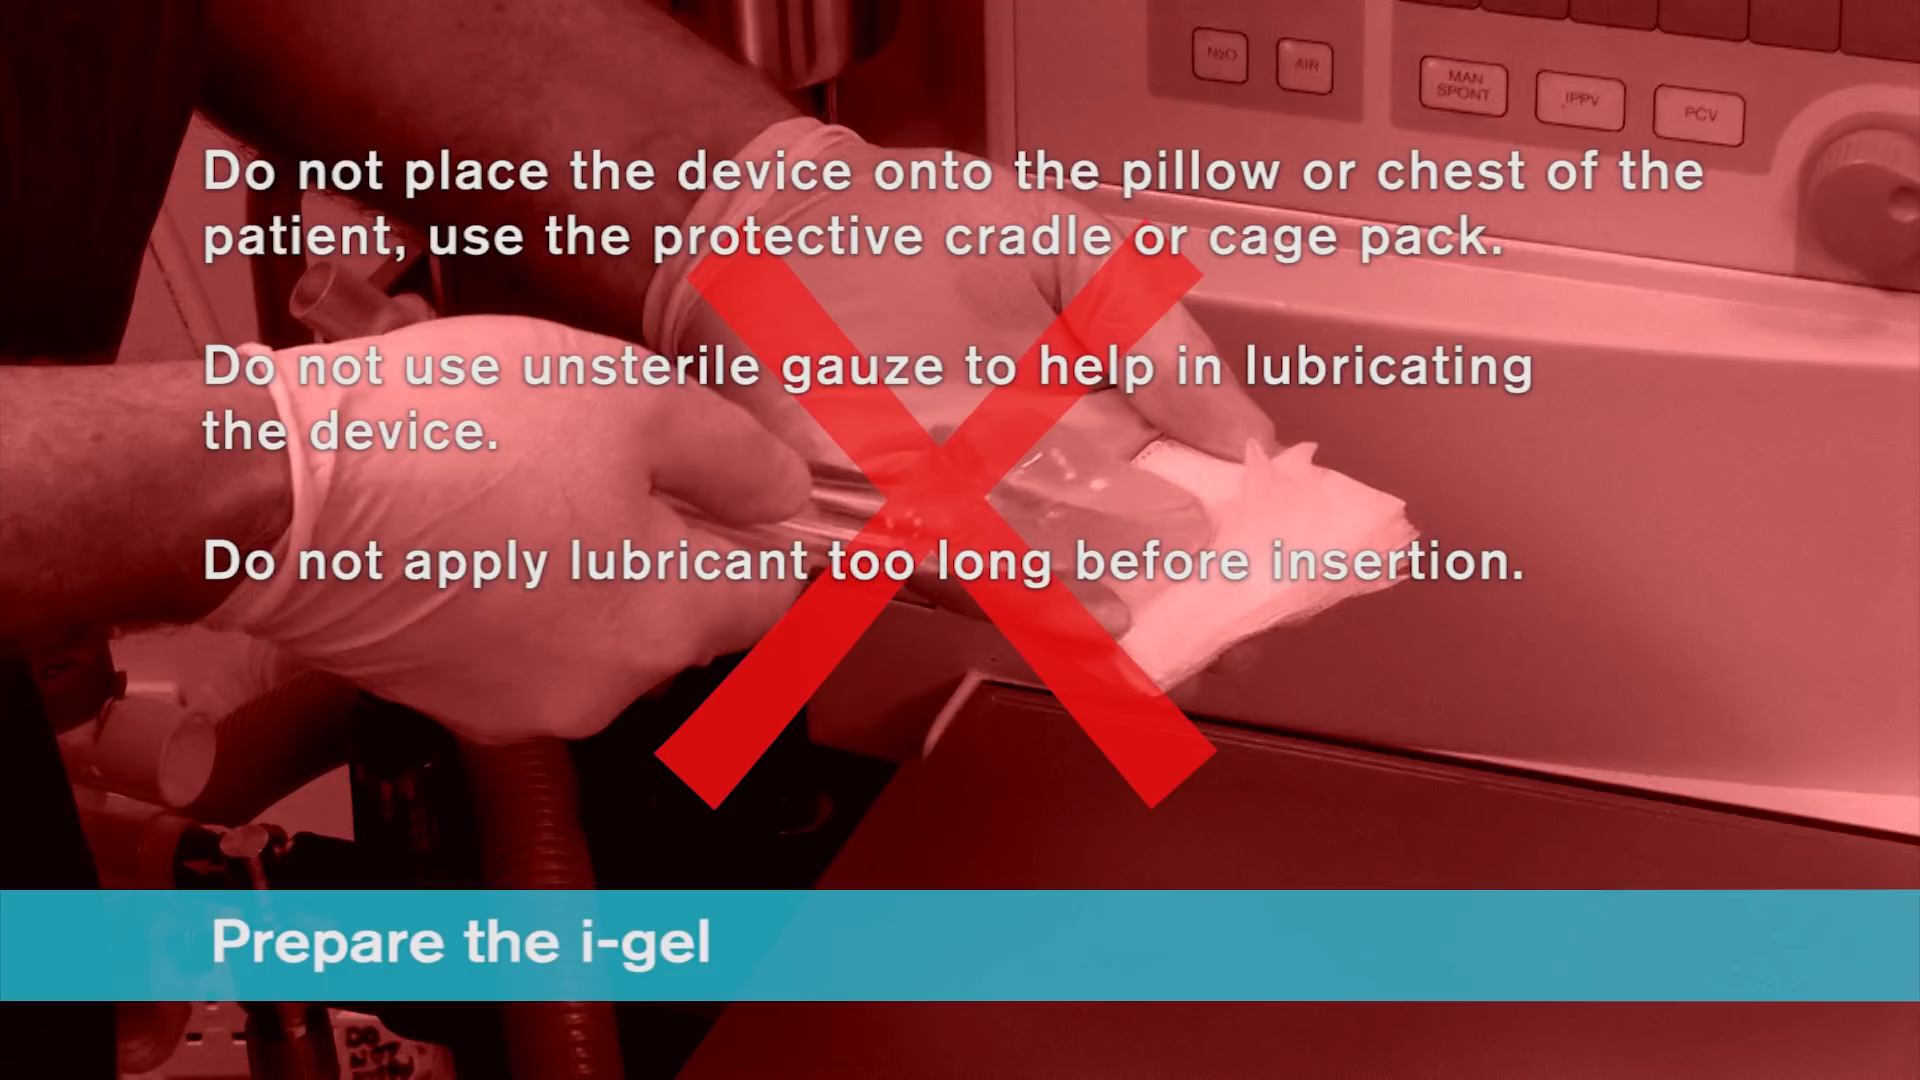 N2O AIR MAN SPONT IPPV PCV
Do not place the device onto the pillow or chest of the
patient, use the protective cradle or cage pack.
Do not use unsterile gauze to help in lubricating
the device.
Do not apply lubricant too long before insertion.
Prepare the i-gel